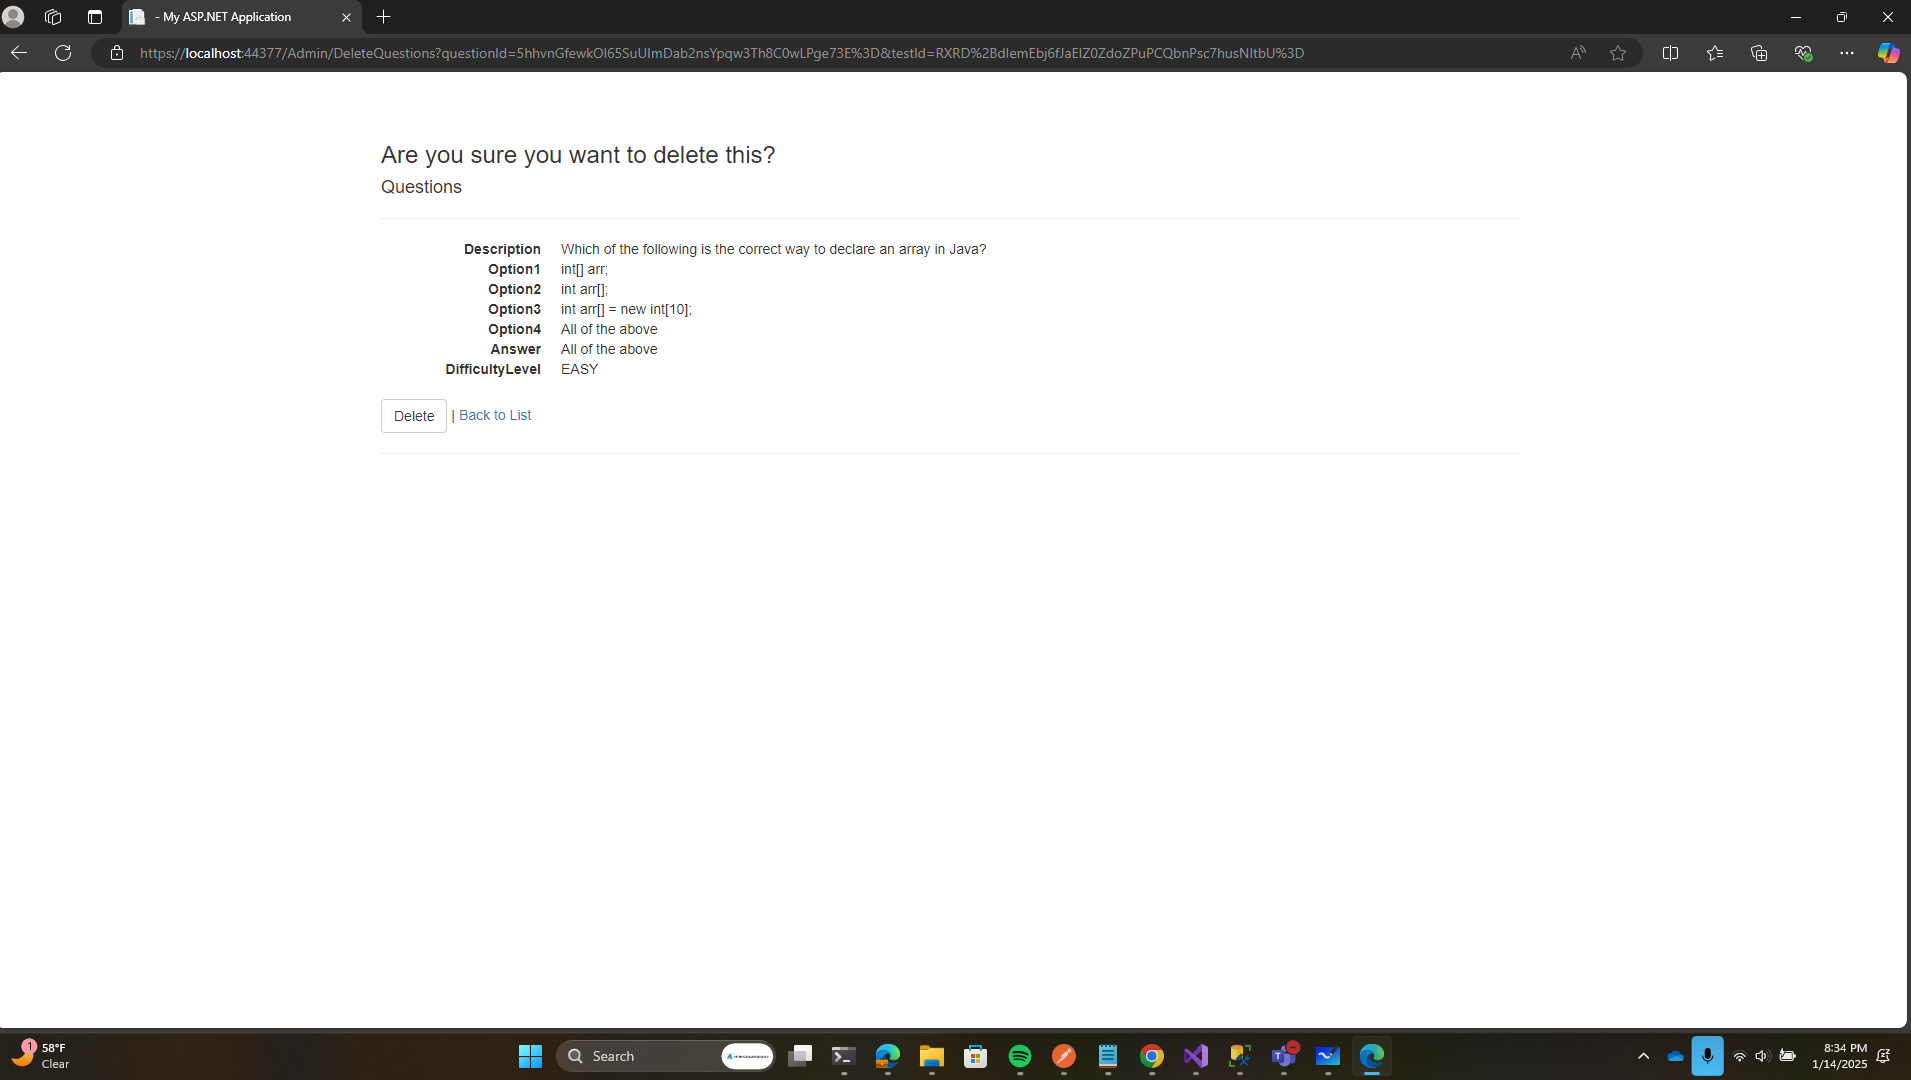 - My ASP.NET Application
https://localhost:44377/Admin/DeleteQuestions?questionId=5hhvnGfewkOl65SuUImDab2nsYpqw3Th8C0wLPge73E%3D&testId=RXRD%2BdIemEbj6fJaElZ0ZdoZPuPCQbnPsc7husNItbU%3D
Are you sure you want to delete this?
Questions
Description Which of the following is the correct way to declare an array in Java?
Option1 int[] arr;
Option2 int arr[];
Option3 int arr[] = new int[10];
Option4 All of the above
Answer All of the above
DifficultyLevel EASY
Delete | Back to List
1
58°F
Clear
Search
8:34 PM
1/14/2025